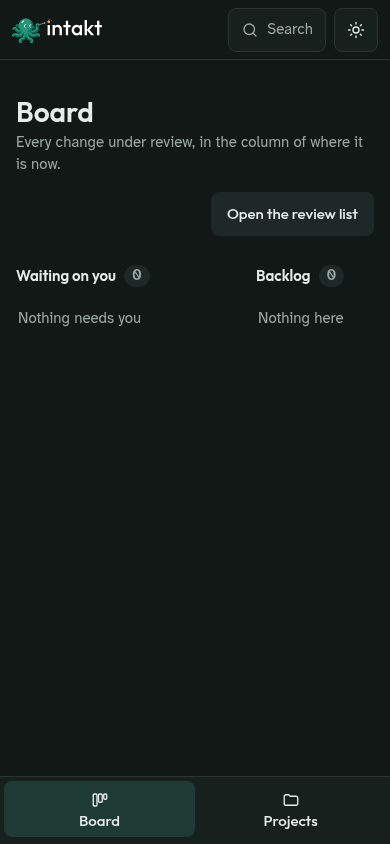 intakt
Search
Board
Every change under review, in the column of where it
is now.
Open the review list
Waiting on you 0
Backlog 0
Nothing needs you
Nothing here
Board
Projects